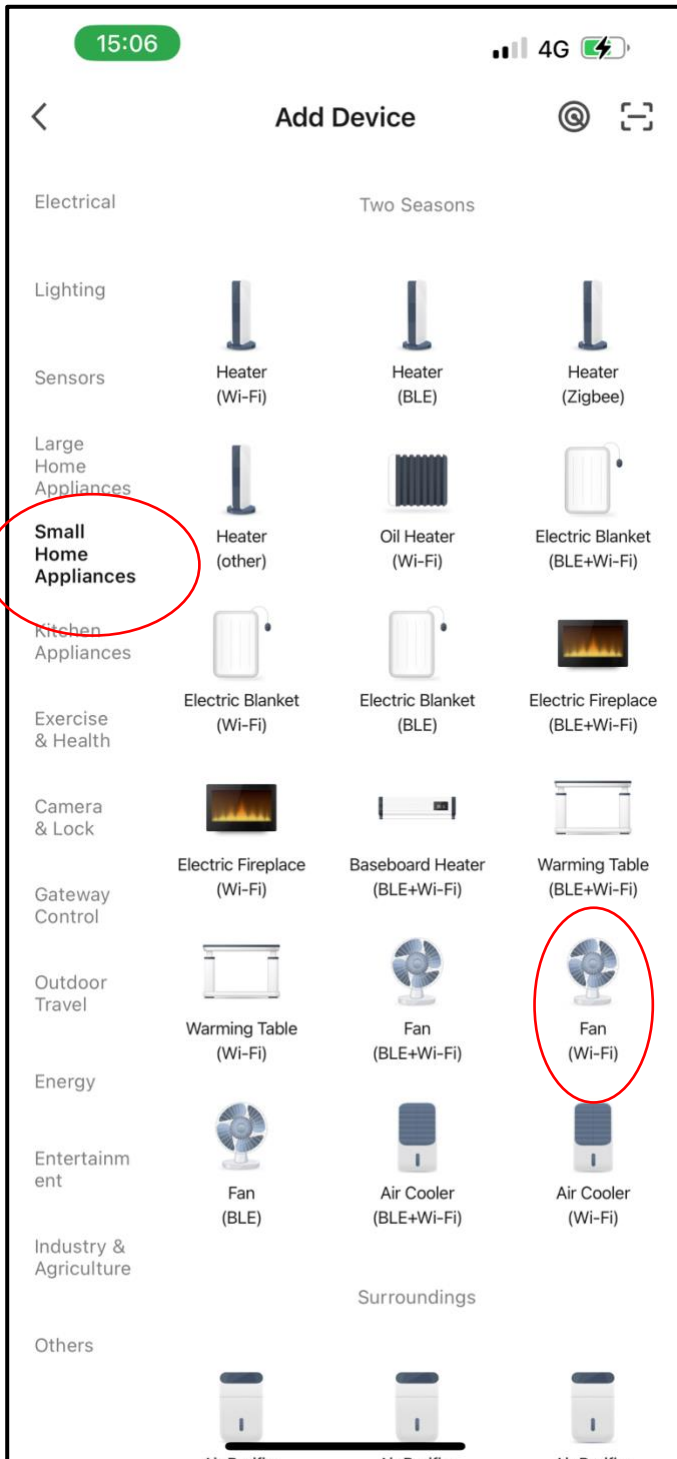 15:06
4G
Add Device
Electrical
Lighting
Sensors
Large
Home
Appliances
Small
Home
Appliances
Kitchen
Appliances
Exercise
& Health
Camera
& Lock
Gateway
Control
Outdoor
Travel
Energy
Entertainm
ent
Industry &
Agriculture
Others
Two Seasons
Heater
(Wi-Fi)
Heater
(BLE)
Heater
(Zigbee)
Heater
(other)
Oil Heater
(Wi-Fi)
Electric Blanket
(BLE+Wi-Fi)
Electric Blanket
(Wi-Fi)
Electric Blanket
(BLE)
Electric Fireplace
(BLE+Wi-Fi)
Electric Fireplace
(Wi-Fi)
Baseboard Heater
(BLE+Wi-Fi)
Warming Table
(BLE+Wi-Fi)
Warming Table
(Wi-Fi)
Fan
(BLE+Wi-Fi)
Fan
(Wi-Fi)
Fan
(BLE)
Air Cooler
(BLE+Wi-Fi)
Air Cooler
(Wi-Fi)
Surroundings